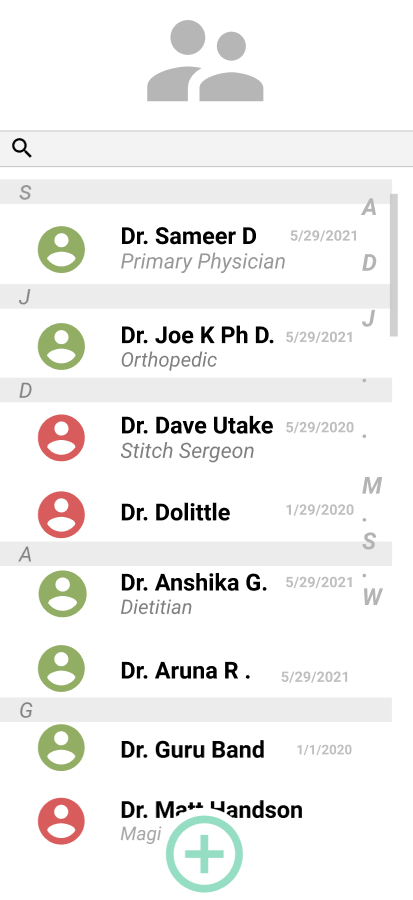 S
A
Dr. Sameer D 5/29/2021
Primary Physician
D
J
J
Dr. Joe K Ph D. 5/29/2021
Orthopedic
.
D
Dr. Dave Utake 5/29/2020
.
Stitch Sergeon
M
Dr. Dolittle 1/29/2020
.
S
A
.
Dr. Anshika G. 5/29/2021
W
Dietitian
Dr. Aruna R . 5/29/2021
G
Dr. Guru Band 1/1/2020
Dr. Matt Handson
Magi